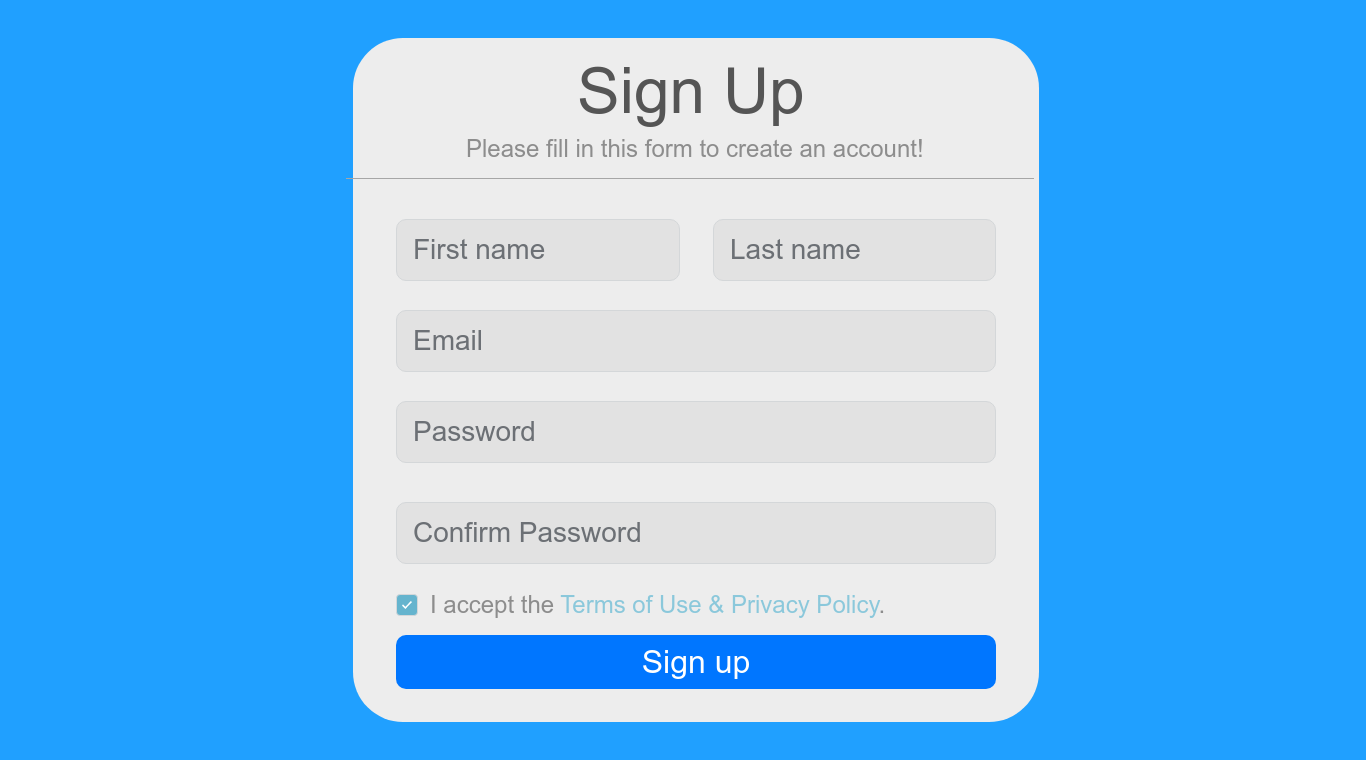 Sign Up
Please fill in this form to create an account!
First name
Last name
Email
Password
Confirm Password
I accept the Terms of Use & Privacy Policy.
Sign up